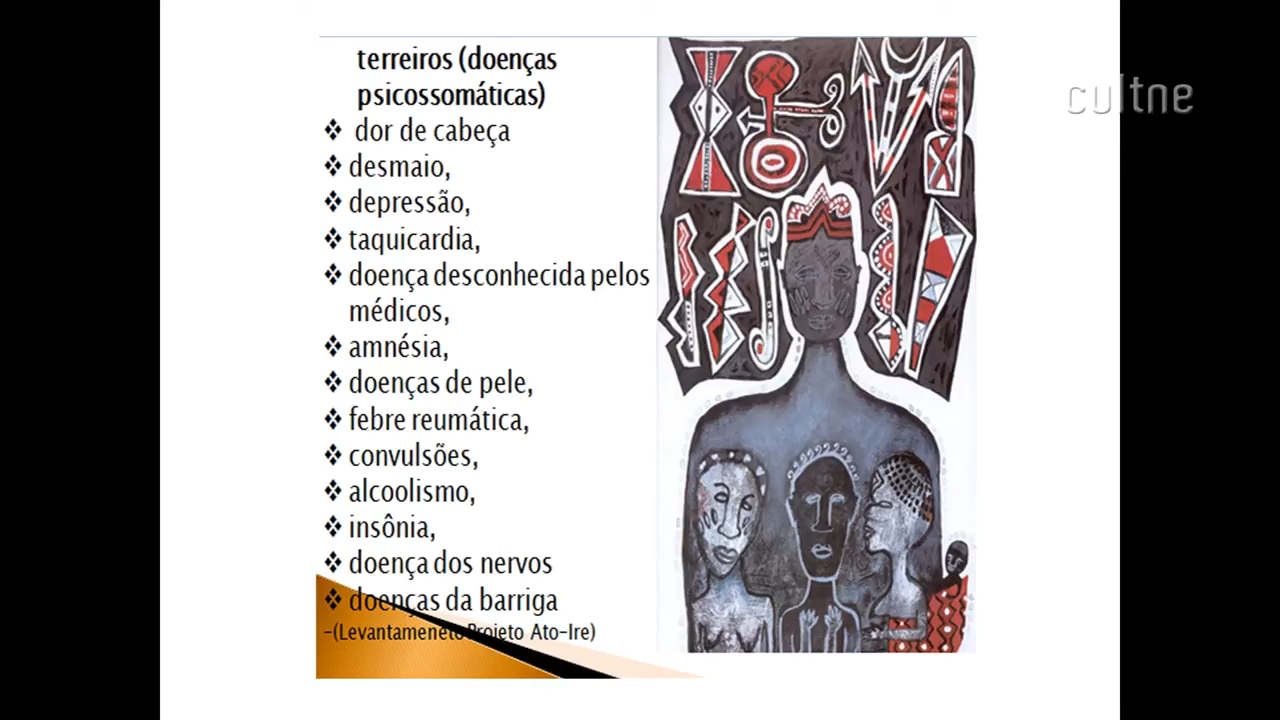 terreiros (doenças
psicossomáticas)
❖ dor de cabeça
❖ desmaio,
❖ depressão,
❖ taquicardia,
❖ doença desconhecida pelos
médicos,
❖ amnésia,
❖ doenças de pele,
❖ febre reumática,
❖ convulsões,
❖ alcoolismo,
❖ insônia,
❖ doença dos nervos
❖ doenças da barriga
-(Levantameneto Projeto Ato-Ire)
cultne